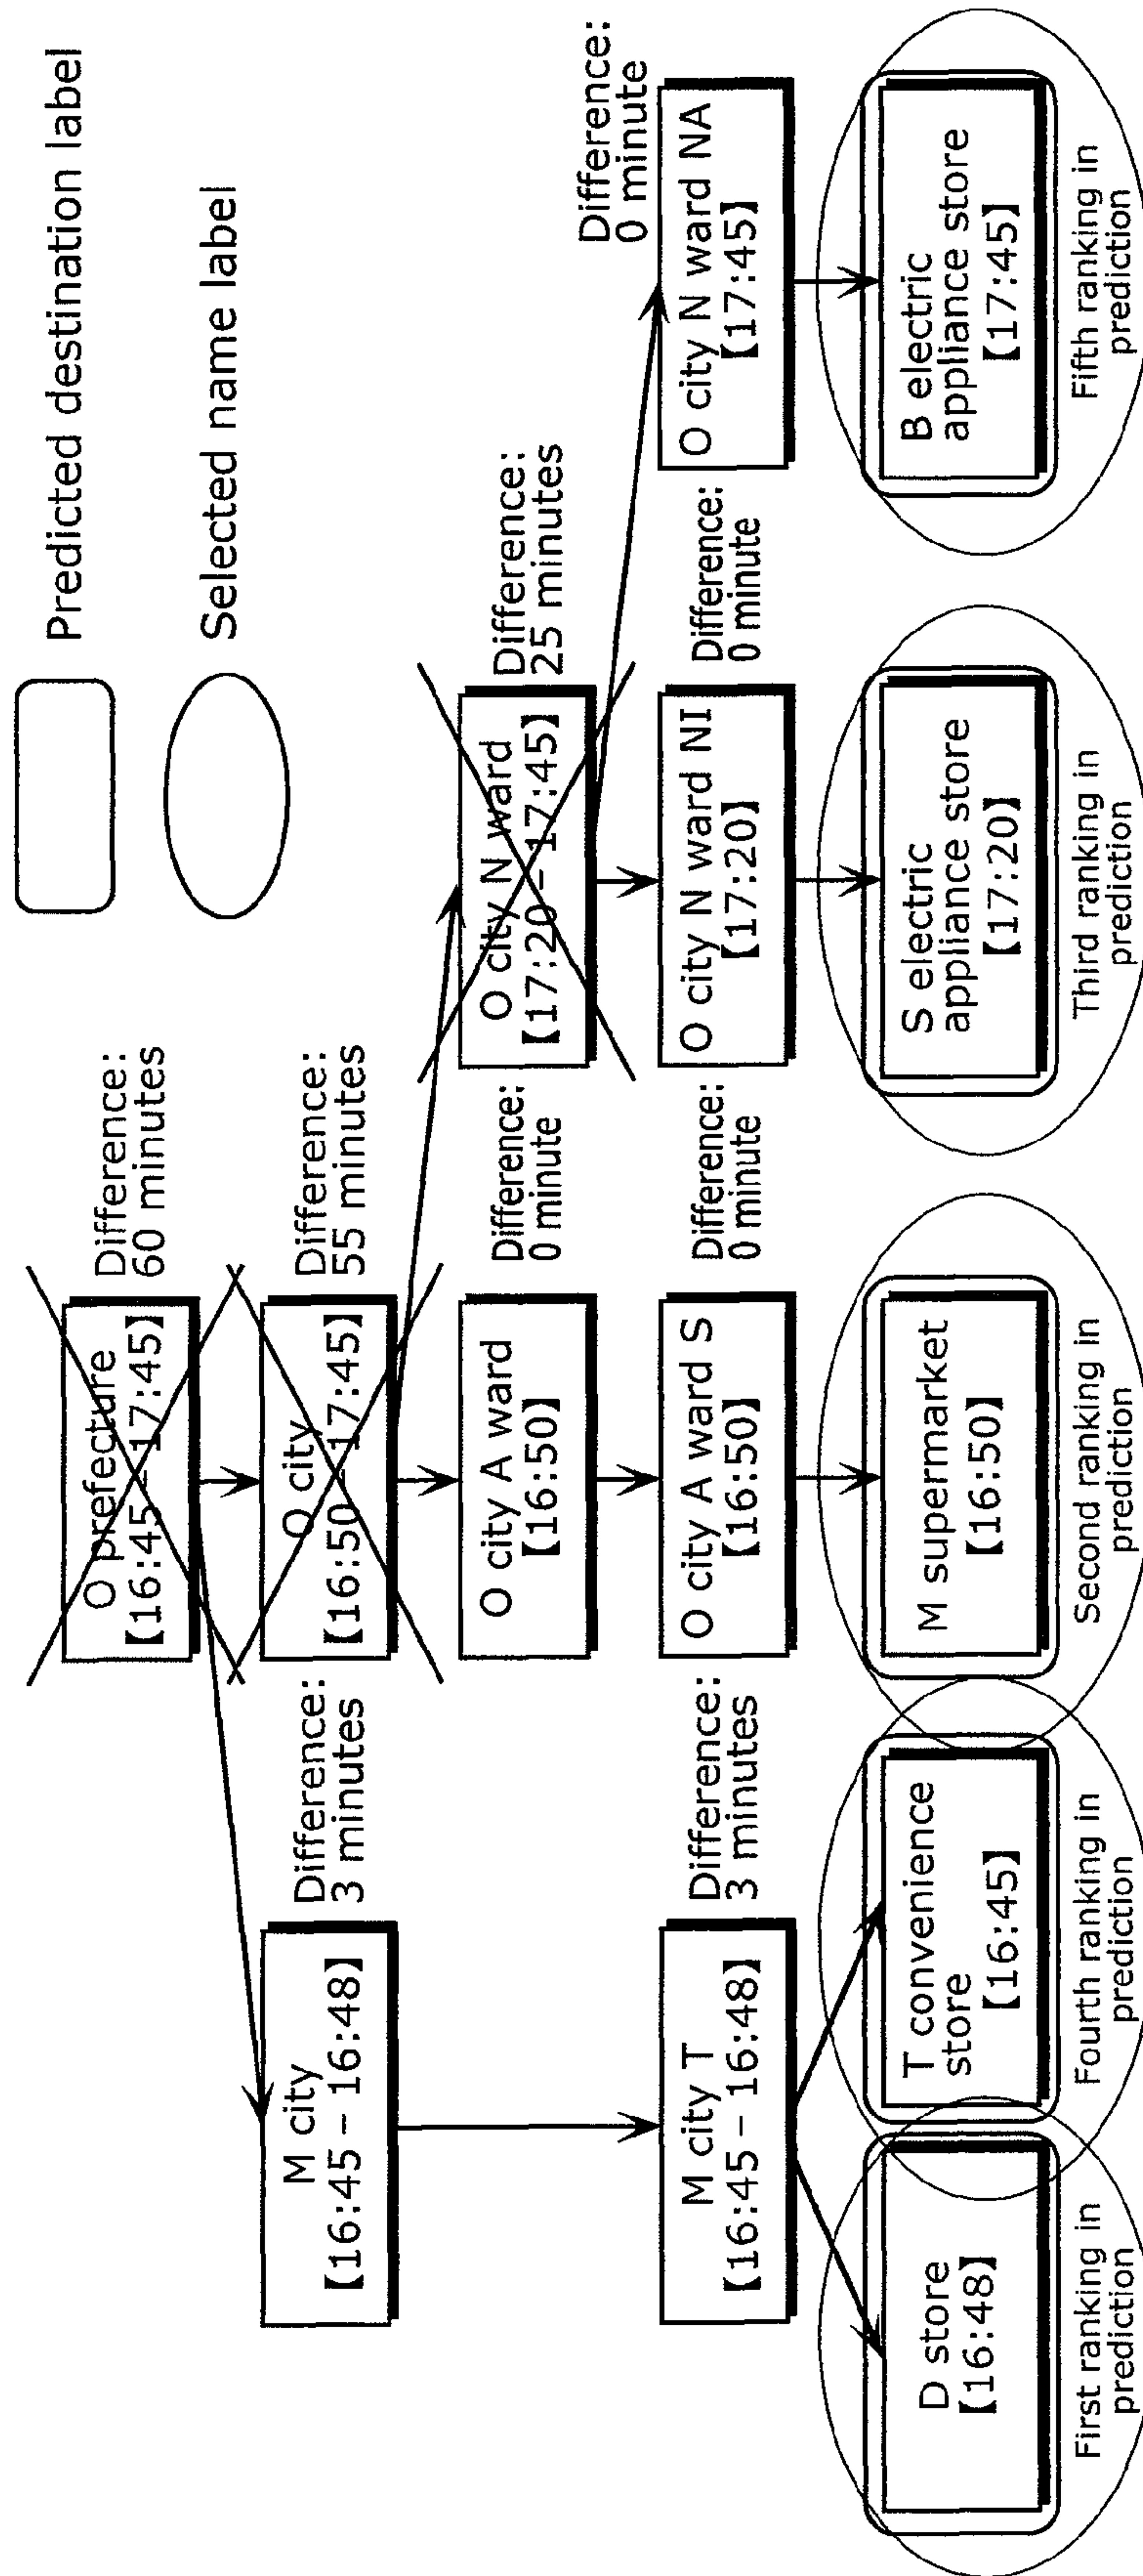 Predicted destination label
Selected name label
Difference:
60 minutes
O prefecture
【16:45–17:45】
Difference:
3 minutes
Difference:
55 minutes
M city
【16:45–16:48】
O city
【16:50–17:45】
Difference:
0 minute
Difference:
25 minutes
O city A ward
【16:50】
O city N ward
【17:20–17:45】
Difference:
0 minute
Difference:
3 minutes
Difference:
0 minute
Difference:
0 minute
M city T
【16:45–16:48】
O city A ward S
【16:50】
O city N ward NI
【17:20】
O city N ward NA
【17:45】
D store
【16:48】
T convenience
store
【16:45】
M supermarket
【16:50】
S electric
appliance store
【17:20】
B electric
appliance store
【17:45】
First ranking in
prediction
Fourth ranking in
prediction
Second ranking in
prediction
Third ranking in
prediction
Fifth ranking in
prediction